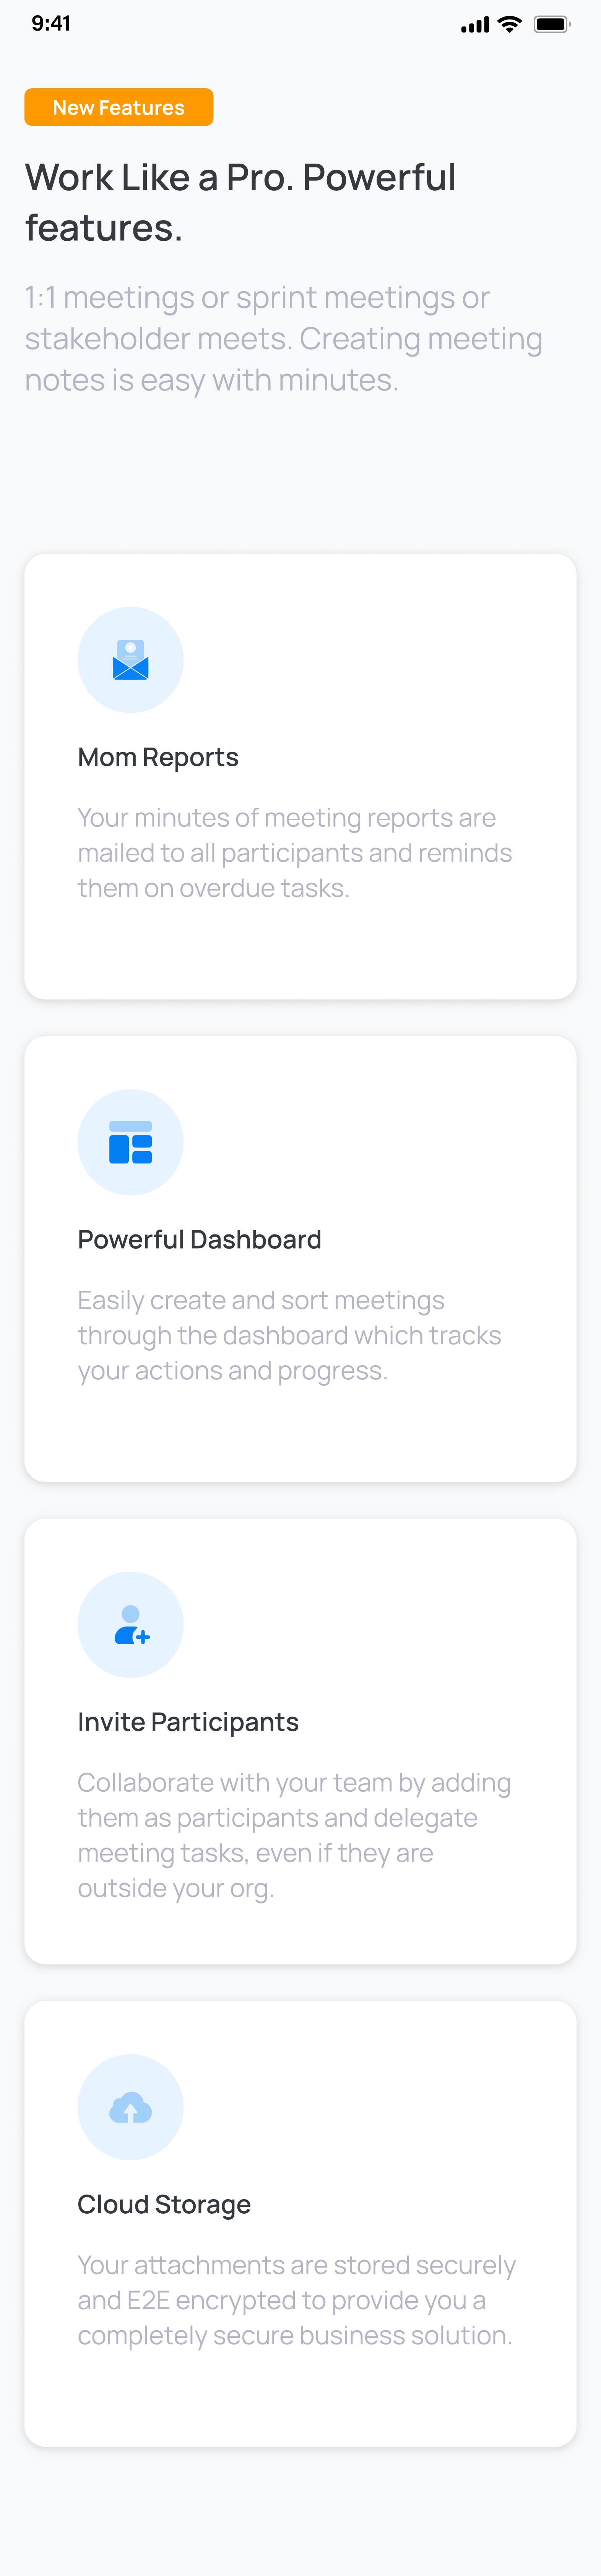 9:41
New Features
Work Like a Pro. Powerful
features.
1:1 meetings or sprint meetings or
stakeholder meets. Creating meeting
notes is easy with minutes.
Mom Reports
Your minutes of meeting reports are
mailed to all participants and reminds
them on overdue tasks.
Powerful Dashboard
Easily create and sort meetings
through the dashboard which tracks
your actions and progress.
Invite Participants
Collaborate with your team by adding
them as participants and delegate
meeting tasks, even if they are
outside your org.
Cloud Storage
Your attachments are stored securely
and E2E encrypted to provide you a
completely secure business solution.